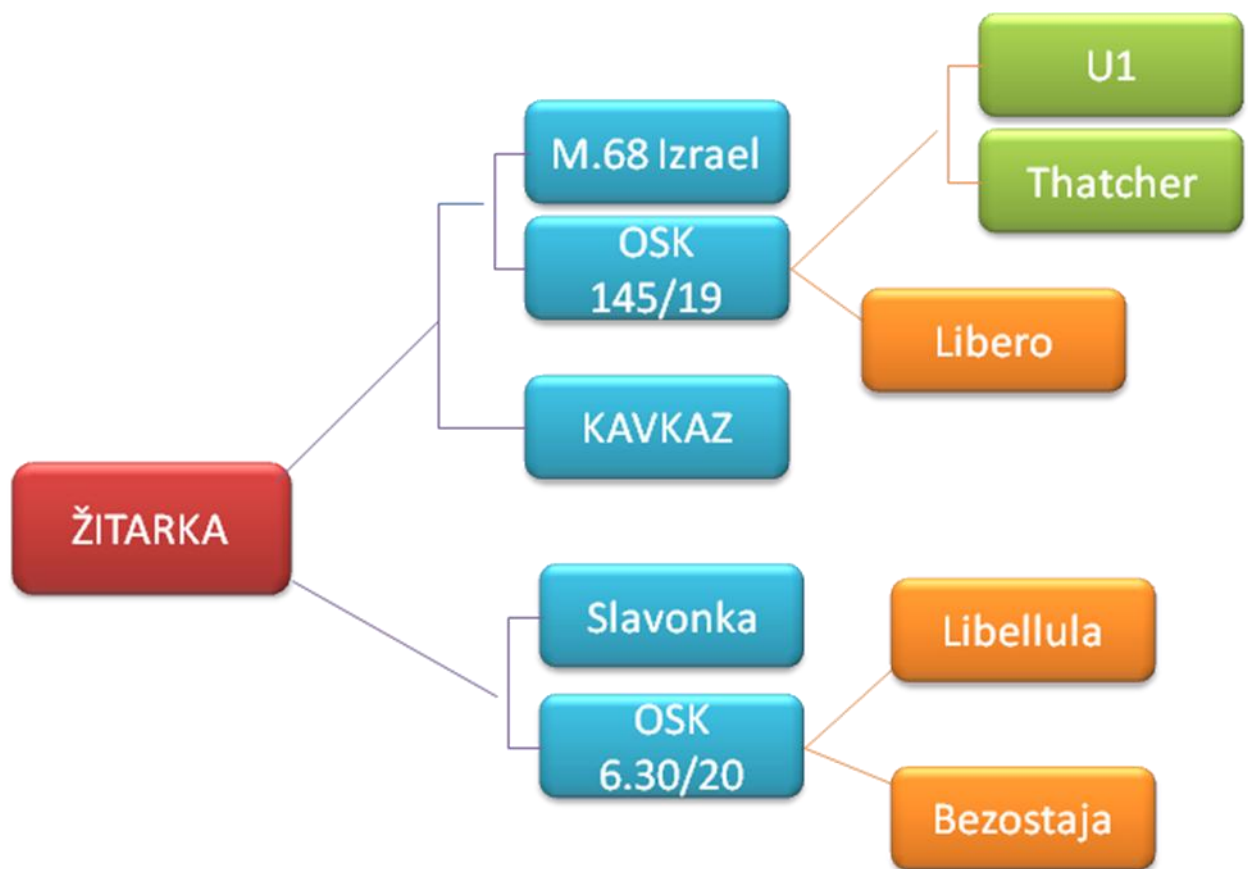 U1
M.68 Izrael
Thatcher
OSK
145/19
Libero
KAVKAZ
ŽITARKA
Slavonka
Libellula
OSK
6.30/20
Bezostaja